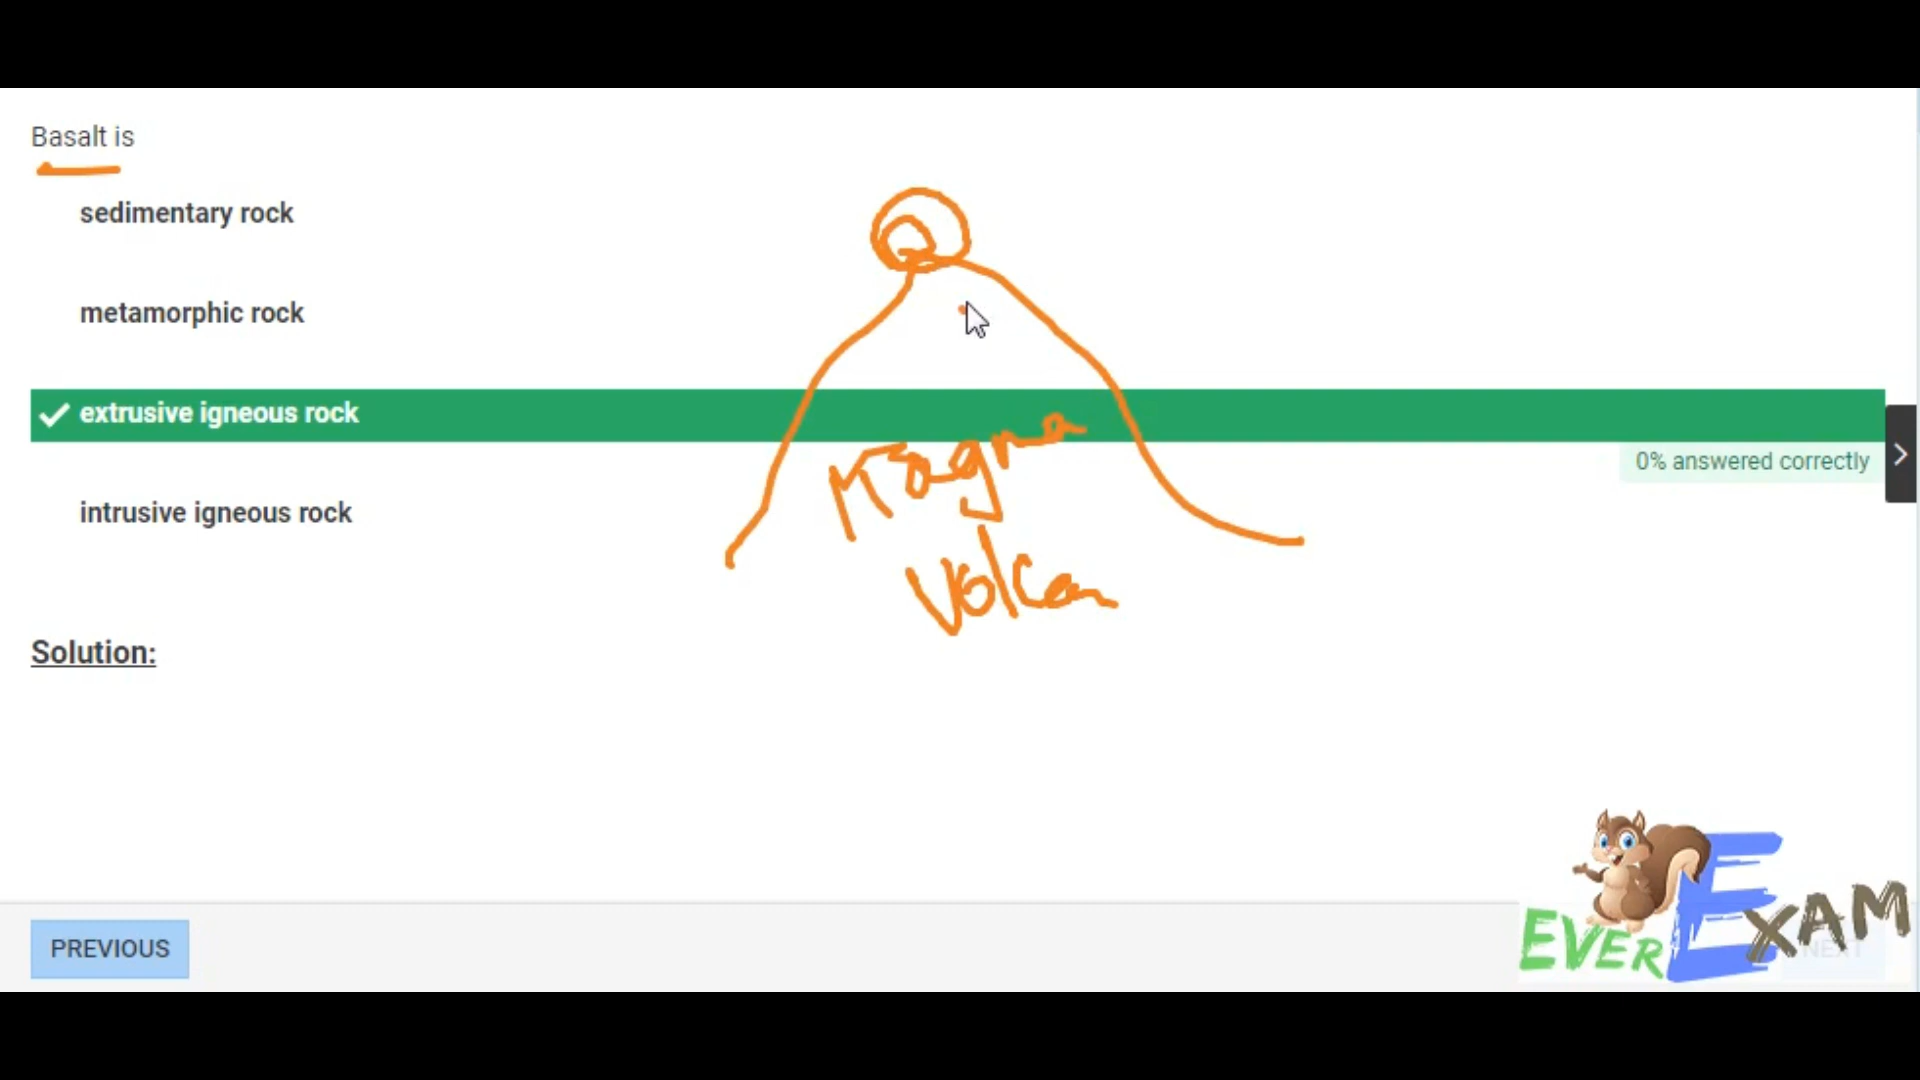 Basalt is
sedimentary rock
metamorphic rock
extrusive igneous rock
0% answered correctly
intrusive igneous rock
Magma
Volcan
Solution:
PREVIOUS
EVER EXAM
NEXT